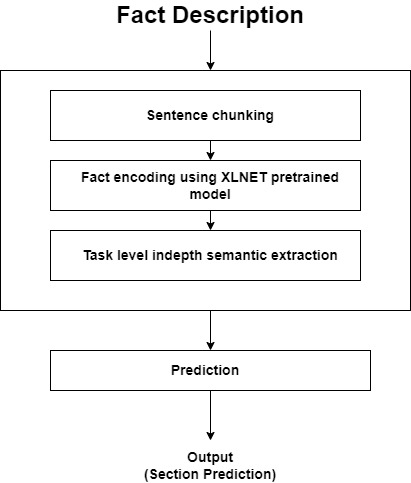 Fact Description
Sentence chunking
Fact encoding using XLNET pretrained
model
Task level indepth semantic extraction
Prediction
Output
(Section Prediction)